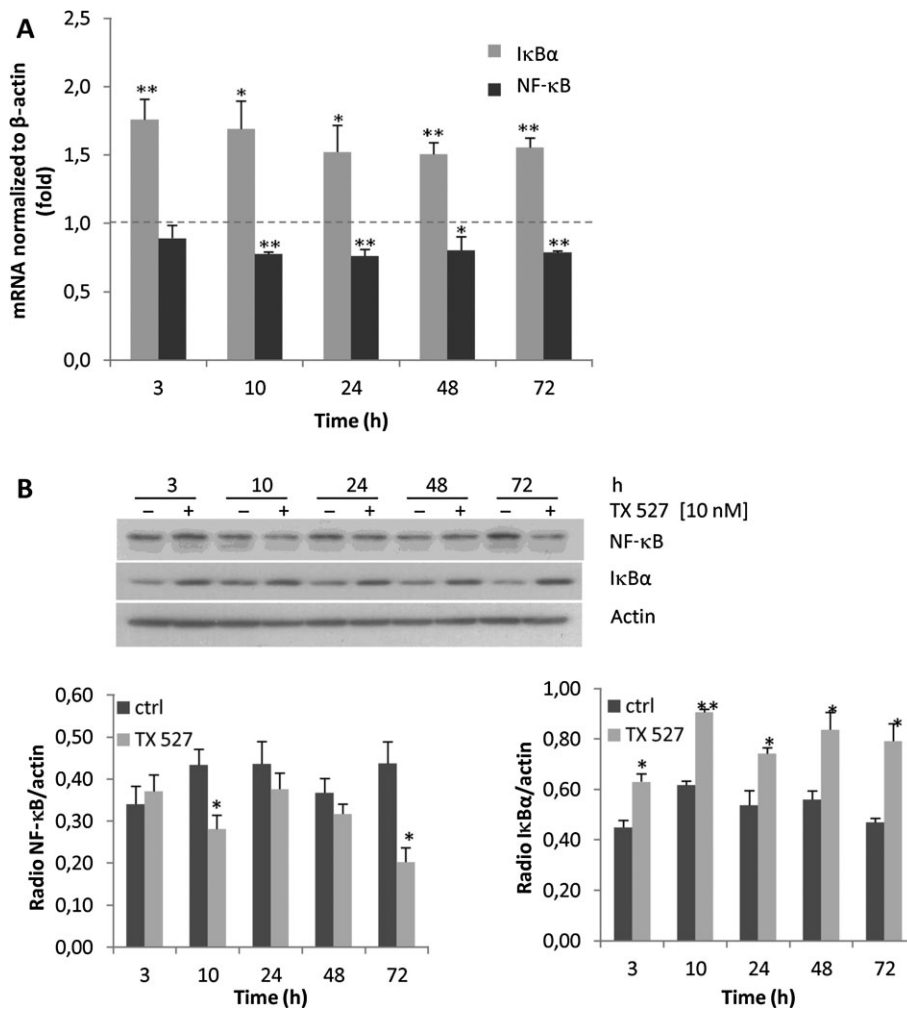 A
2,5
2,0
1,5
1,0
0,5
0,0
mRNA normalized to β-actin
(fold)
IκBα
NF-κB
** * * ** **
** ** * **
3 10 24 48 72
Time (h)
B
3 10 24 48 72 h
– + – + – + – + – + TX 527 [10 nM]
NF-κB
IκBα
Actin
0,60
0,50
0,40
0,30
0,20
0,10
0,00
Radio NF-κB/actin
ctrl
TX 527
* *
3 10 24 48 72
Time (h)
1,00
0,80
0,60
0,40
0,20
0,00
Radio IκBα/actin
ctrl
TX 527
* ** * * *
3 10 24 48 72
Time (h)